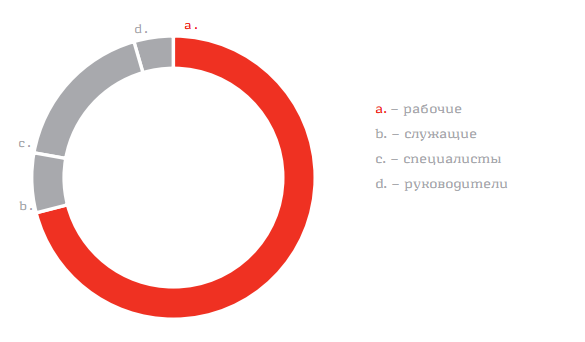 d.
a.
c.
b.
a. – рабочие
b. – служащие
c. – специалисты
d. – руководители